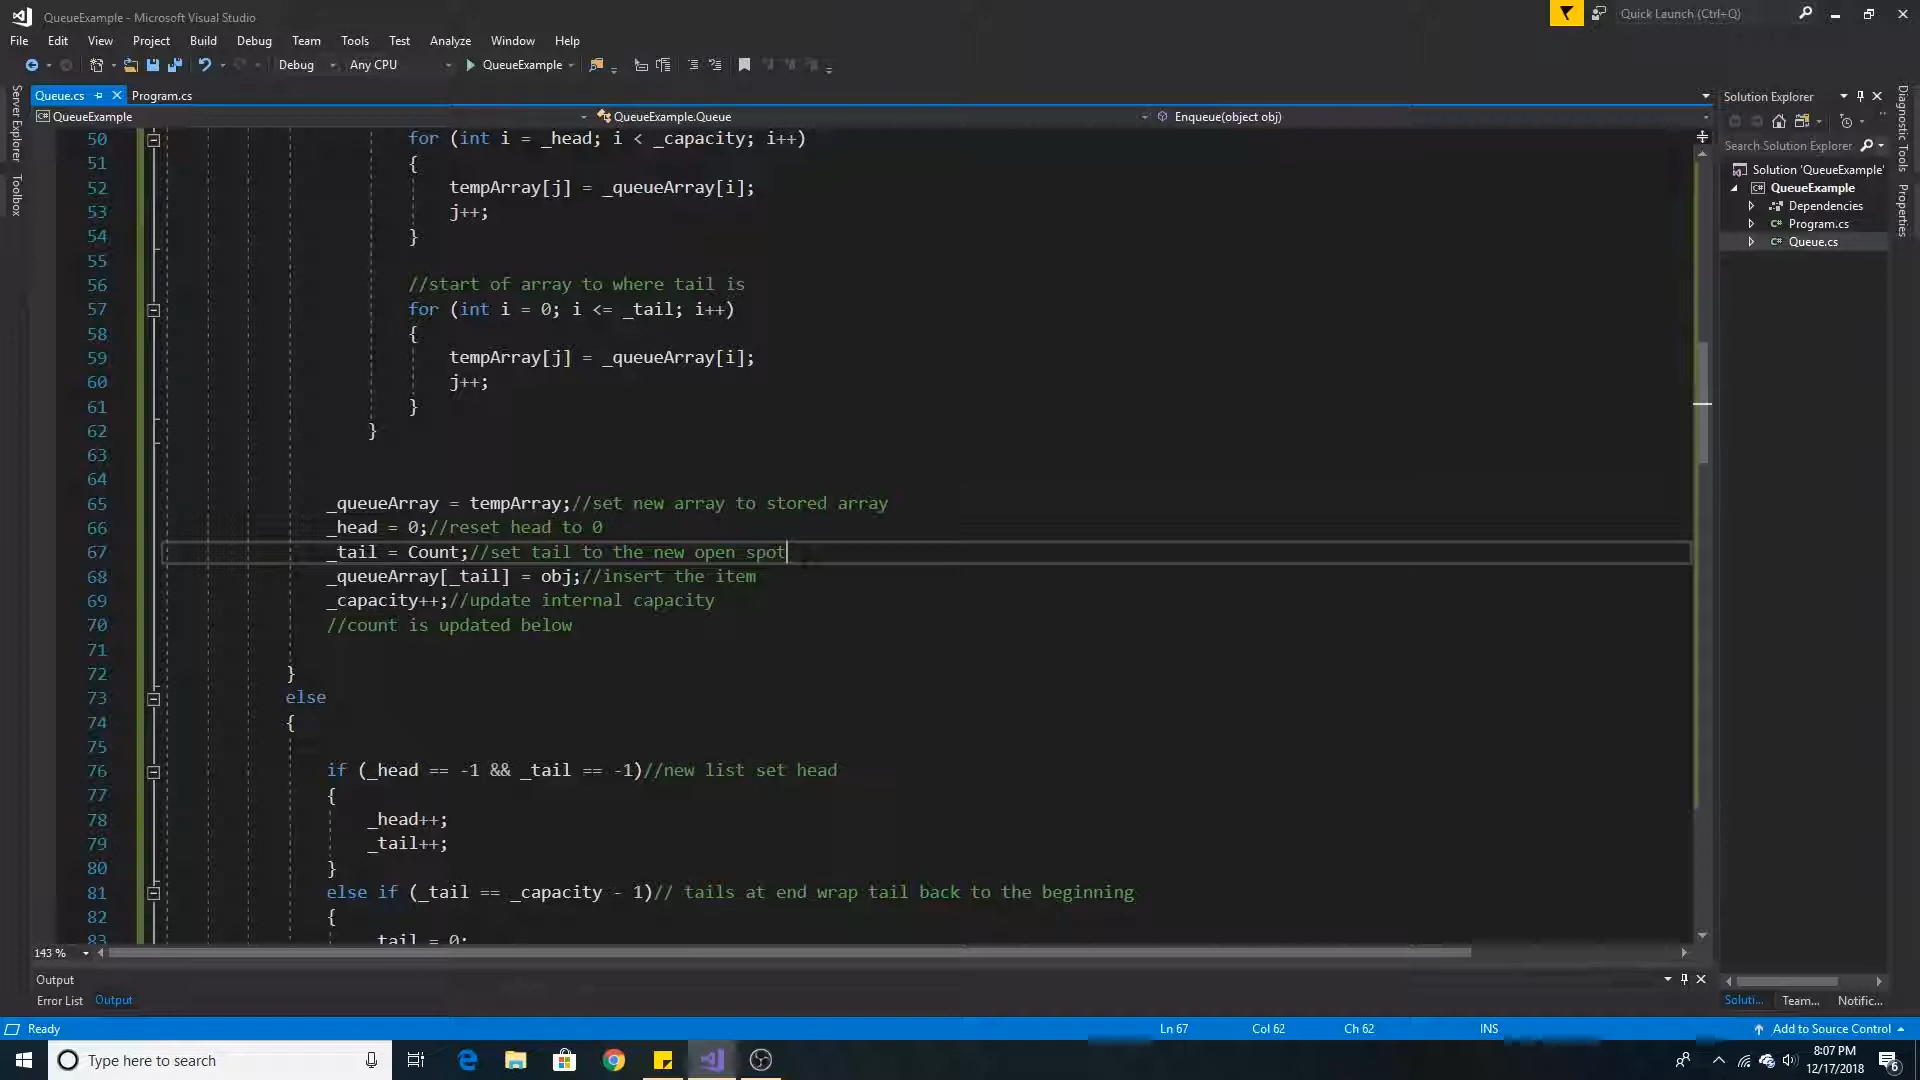 QueueExample - Microsoft Visual Studio
Quick Launch (Ctrl+Q)
File Edit View Project Build Debug Team Tools Test Analyze Window Help
Debug Any CPU QueueExample
Queue.cs Program.cs
QueueExample QueueExample.Queue Enqueue(object obj)
Server Explorer
Toolbox
50 for (int i = _head; i < _capacity; i++)
51 {
52 tempArray[j] = _queueArray[i];
53 j++;
54 }
55
56 //start of array to where tail is
57 for (int i = 0; i <= _tail; i++)
58 {
59 tempArray[j] = _queueArray[i];
60 j++;
61 }
62 }
63
64
65 _queueArray = tempArray;//set new array to stored array
66 _head = 0;//reset head to 0
67 _tail = Count;//set tail to the new open spot
68 _queueArray[_tail] = obj;//insert the item
69 _capacity++;//update internal capacity
70 //count is updated below
71
72 }
73 else
74 {
75
76 if (_head == -1 && _tail == -1)//new list set head
77 {
78 _head++;
79 _tail++;
80 }
81 else if (_tail == _capacity - 1)// tails at end wrap tail back to the beginning
82 {
83 _tail = 0;
143 %
Solution Explorer
Search Solution Explorer
Solution 'QueueExample'
QueueExample
Dependencies
Program.cs
Queue.cs
Diagnostic Tools
Properties
Soluti... Team... Notific...
Output
Error List Output
Ready Ln 67 Col 62 Ch 62 INS Add to Source Control
Type here to search
8:07 PM
12/17/2018
6